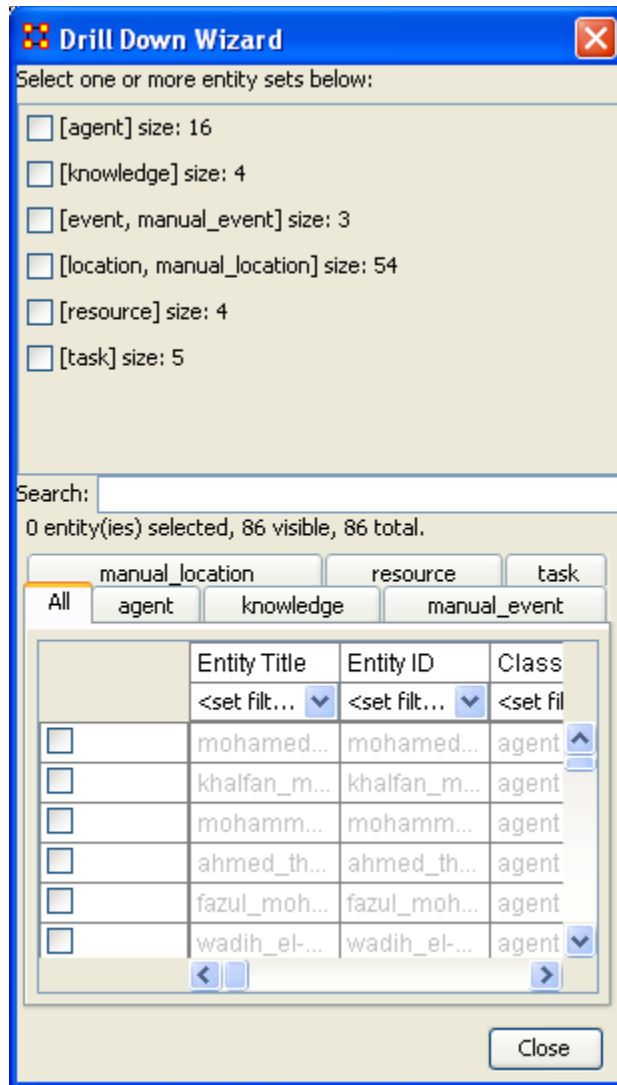 Drill Down Wizard
Select one or more entity sets below:
[agent] size: 16
[knowledge] size: 4
[event, manual_event] size: 3
[location, manual_location] size: 54
[resource] size: 4
[task] size: 5
Search:
0 entity(ies) selected, 86 visible, 86 total.
manual_location resource task
All agent knowledge manual_event
Entity Title Entity ID Class
<set filt... <set filt... <set fil
mohamed... mohamed... agent
khalfan_m... khalfan_m... agent
mohamm... mohamm... agent
ahmed_th... ahmed_th... agent
fazul_moh... fazul_moh... agent
wadih_el-... wadih_el-... agent
Close